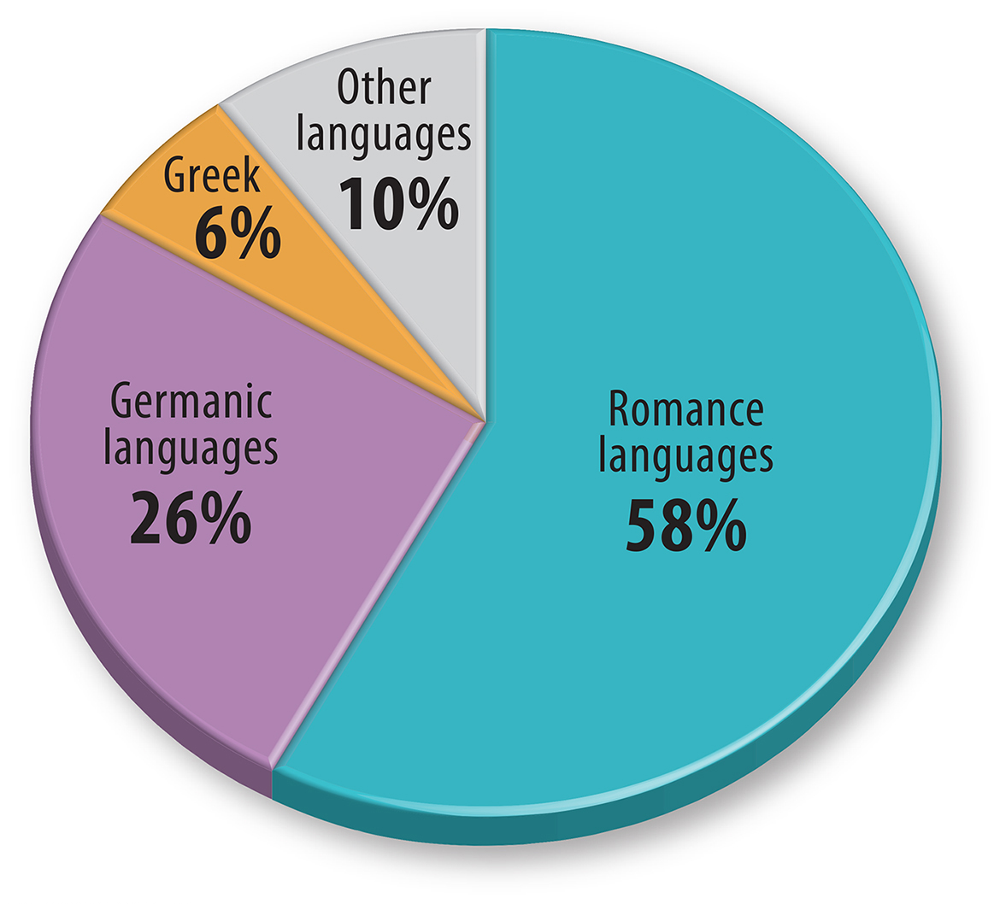 Other
languages
10%
Greek
6%
Germanic
languages
26%
Romance
languages
58%